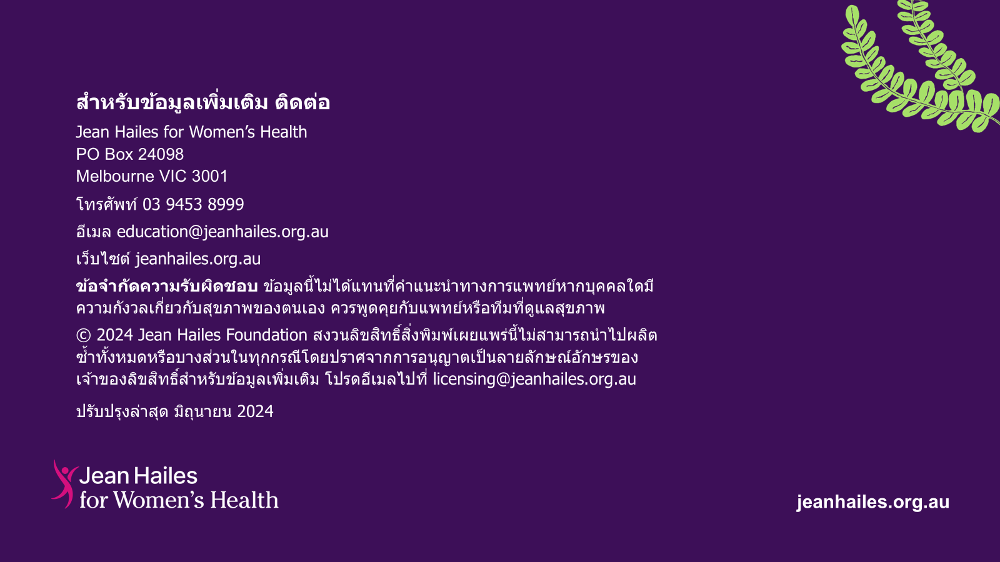 สำหรับข้อมูลเพิ่มเติม ติดต่อ
Jean Hailes for Women’s Health
PO Box 24098
Melbourne VIC 3001
โทรศัพท์ 03 9453 8999
อีเมล education@jeanhailes.org.au
เว็บไซต์ jeanhailes.org.au
ข้อจำกัดความรับผิดชอบ ข้อมูลนี้ไม่ได้แทนที่คำแนะนำทางการแพทย์หากบุคคลใดมี
ความกังวลเกี่ยวกับสุขภาพของตนเอง ควรพูดคุยกับแพทย์หรือทีมที่ดูแลสุขภาพ
© 2024 Jean Hailes Foundation สงวนลิขสิทธิ์สิ่งพิมพ์เผยแพร่นี้ไม่สามารถนำไปผลิต
ซ้ำทั้งหมดหรือบางส่วนในทุกกรณีโดยปราศจากการอนุญาตเป็นลายลักษณ์อักษรของ
เจ้าของลิขสิทธิ์สำหรับข้อมูลเพิ่มเติม โปรดอีเมลไปที่ licensing@jeanhailes.org.au
ปรับปรุงล่าสุด มิถุนายน 2024
Jean Hailes
for Women’s Health
jeanhailes.org.au